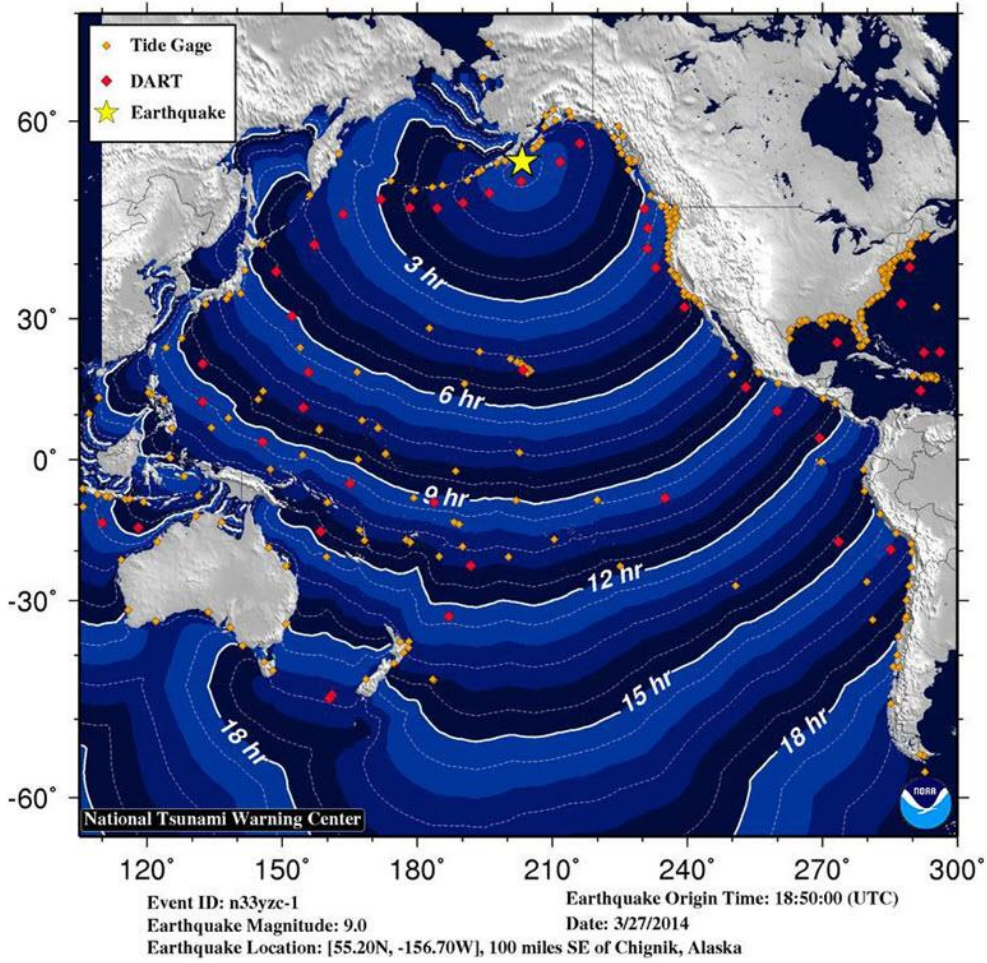 Tide Gage
DART
Earthquake
60°
30°
0°
-30°
-60°
3 hr
6 hr
9 hr
12 hr
15 hr
18 hr
18 hr
NOAA
National Tsunami Warning Center
120° 150° 180° 210° 240° 270° 300°
Event ID: n33yzc-1
Earthquake Origin Time: 18:50:00 (UTC)
Earthquake Magnitude: 9.0
Date: 3/27/2014
Earthquake Location: [55.20N, -156.70W], 100 miles SE of Chignik, Alaska